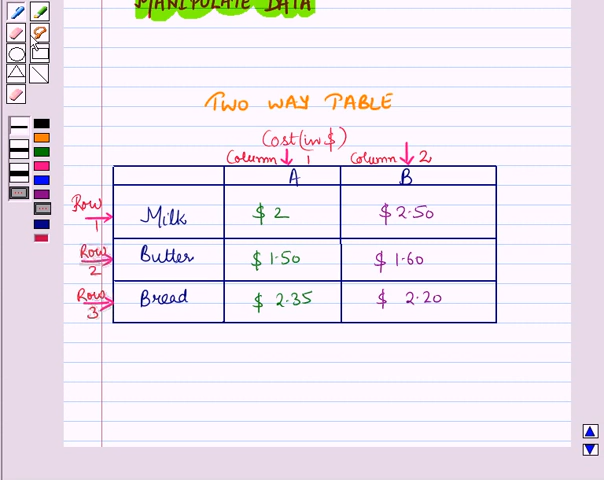 MANIPULATE DATA
TWO WAY TABLE
Cost (in $)
Column 1 Column 2
A B
Row 1 Milk $ 2 $ 2.50
Row 2 Butter $ 1.50 $ 1.60
Row 3 Bread $ 2.35 $ 2.20